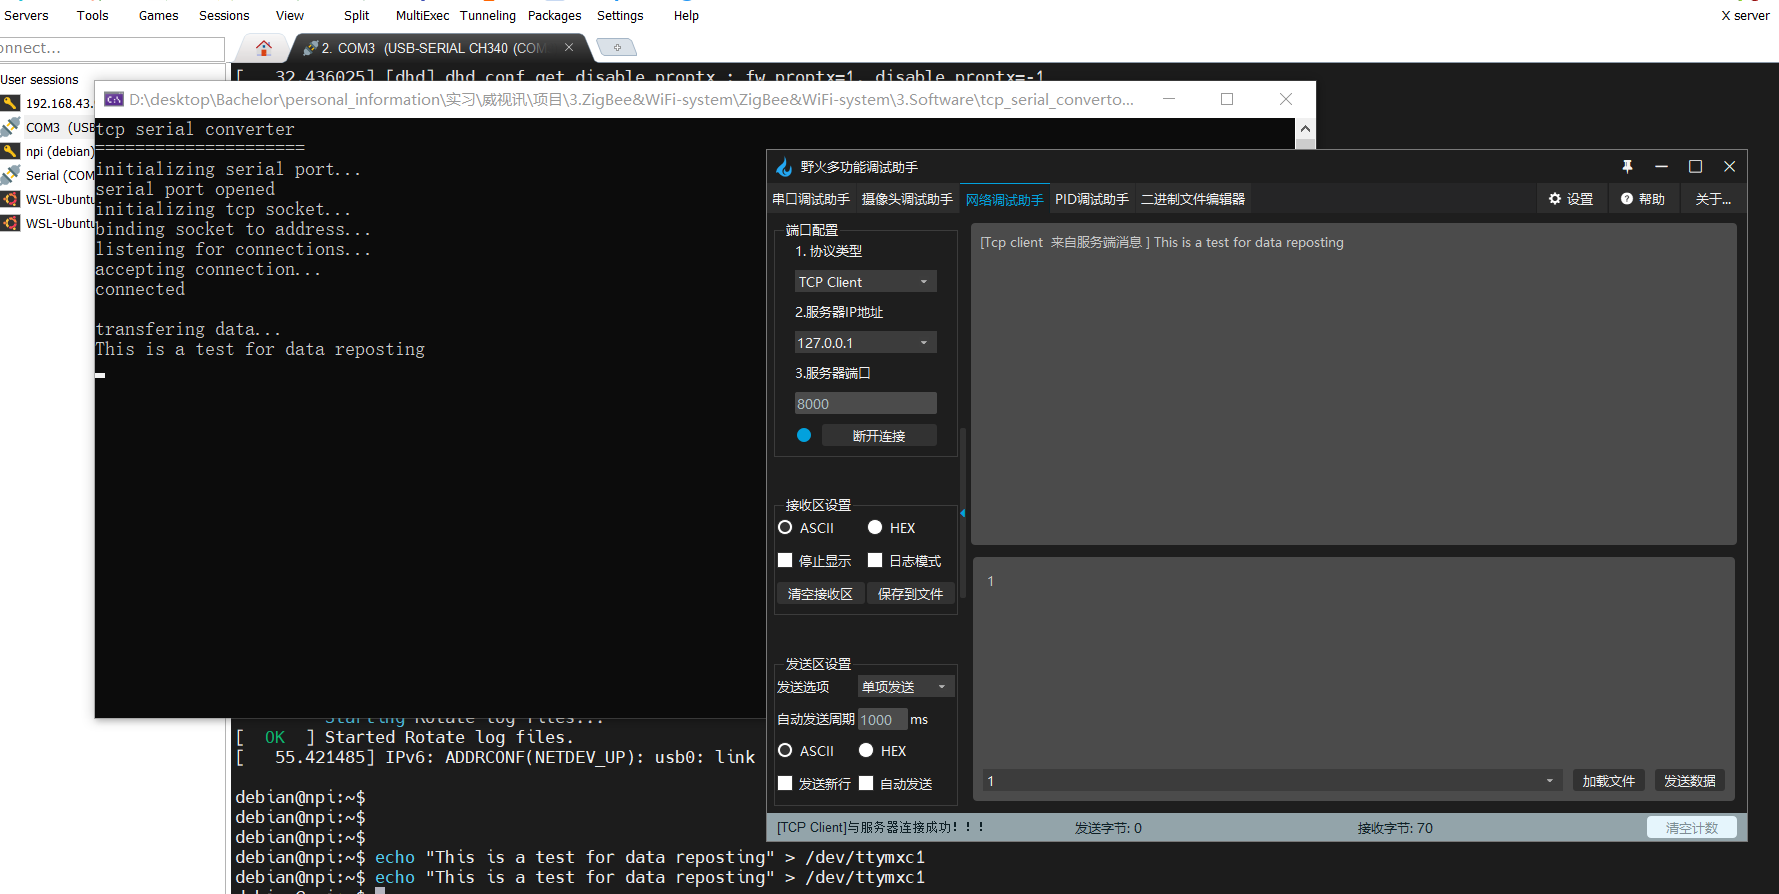 Servers Tools Games Sessions View Split MultiExec Tunneling Packages Settings Help X server
onnect...
2. COM3 (USB-SERIAL CH340 (COM
User sessions
192.168.43.
COM3 (USB
npi (debian)
Serial (COM
WSL-Ubuntu
WSL-Ubuntu
[ 32.436025] [dhd] dhd_conf_get_disable_proptx : fw_proptx=1, disable_proptx=-1
D:\desktop\Bachelor\personal_information\实习\威视讯\项目\3.ZigBee&WiFi-system\ZigBee&WiFi-system\3.Software\tcp_serial_converto...
tcp serial converter
=====================
initializing serial port...
serial port opened
initializing tcp socket...
binding socket to address...
listening for connections...
accepting connection...
connected
transfering data...
This is a test for data reposting
野火多功能调试助手
串口调试助手 摄像头调试助手 网络调试助手 PID调试助手 二进制文件编辑器 设置 帮助 关于...
端口配置
1. 协议类型
TCP Client
2.服务器IP地址
127.0.0.1
3.服务器端口
8000
断开连接
接收区设置
ASCII HEX
停止显示 日志模式
清空接收区 保存到文件
发送区设置
发送选项 单项发送
自动发送周期 1000 ms
ASCII HEX
发送新行 自动发送
[Tcp client 来自服务端消息 ] This is a test for data reposting
1
1 加载文件 发送数据
[TCP Client]与服务器连接成功！！！ 发送字节: 0 接收字节: 70 清空计数
Starting Rotate log files...
[ OK ] Started Rotate log files.
[ 55.421485] IPv6: ADDRCONF(NETDEV_UP): usb0: link
debian@npi:~$
debian@npi:~$
debian@npi:~$
debian@npi:~$ echo "This is a test for data reposting" > /dev/ttymxc1
debian@npi:~$ echo "This is a test for data reposting" > /dev/ttymxc1
debian@npi:~$